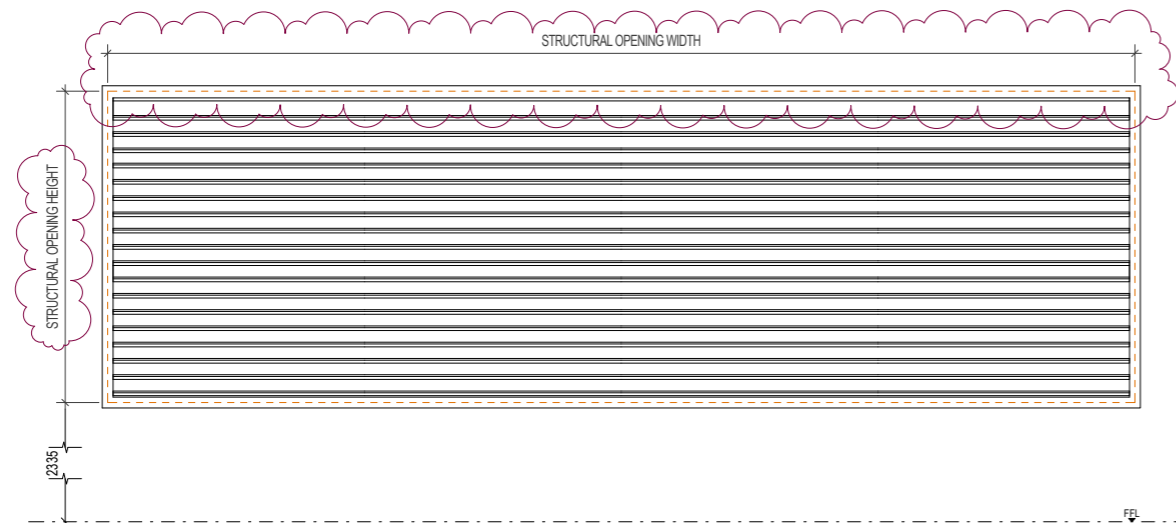 STRUCTURAL OPENING WIDTH
STRUCTURAL OPENING HEIGHT
2335
FFL